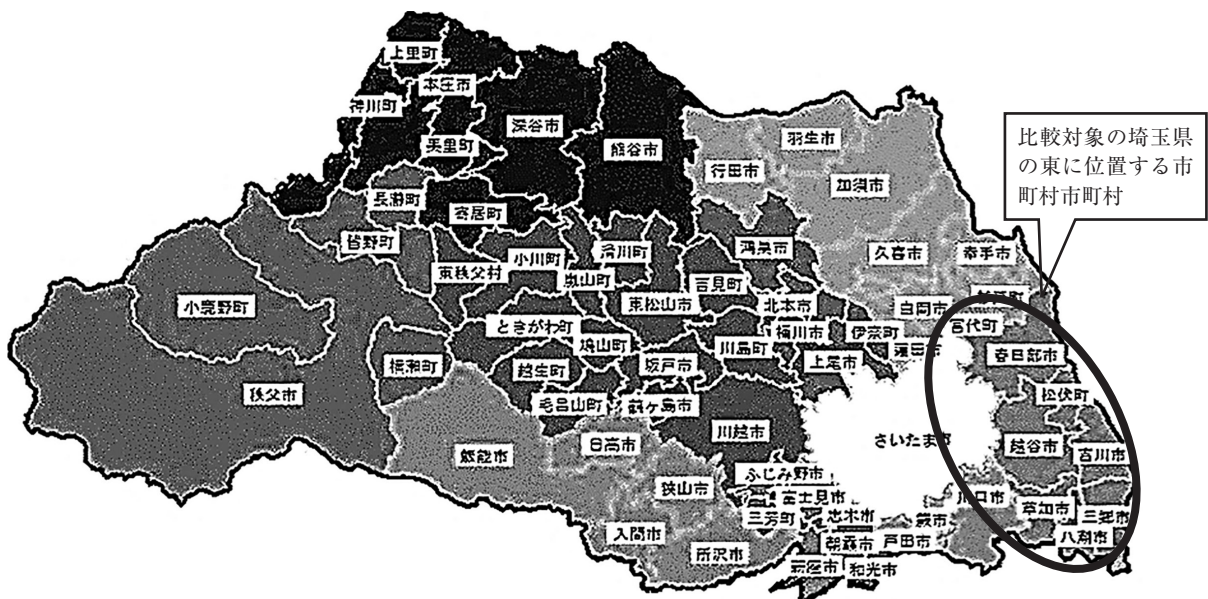 上里町
本庄市
神川町
美里町
深谷市
熊谷市
行田市
羽生市
加須市
比較対象の埼玉県
の東に位置する市
町村市町村
長瀞町
寄居町
皆野町
東秩父村
小川町
嵐山町
滑川町
東松山市
吉見町
鴻巣市
北本市
久喜市
幸手市
白岡市
宮代町
小鹿野町
秩父市
横瀬町
ときがわ町
鳩山町
越生町
毛呂山町
坂戸市
鶴ヶ島市
川島町
桶川市
伊奈町
蓮田市
上尾市
春日部市
松伏町
川越市
さいたま市
越谷市
吉川市
飯能市
日高市
狭山市
入間市
所沢市
ふじみ野市
富士見市
三芳町
志木市
朝霞市
新座市
和光市
戸田市
蕨市
川口市
草加市
三郷市
八潮市